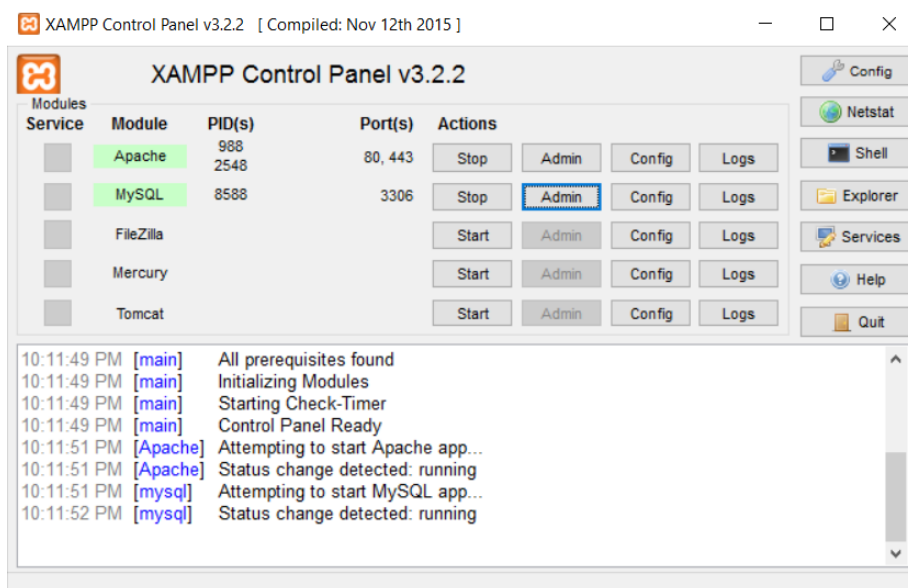 XAMPP Control Panel v3.2.2 [ Compiled: Nov 12th 2015 ]
XAMPP Control Panel v3.2.2
Config
Modules
Service Module PID(s) Port(s) Actions
Netstat
Apache 988 2548 80, 443 Stop Admin Config Logs
Shell
MySQL 8588 3306 Stop Admin Config Logs
Explorer
FileZilla Start Admin Config Logs
Services
Mercury Start Admin Config Logs
Help
Tomcat Start Admin Config Logs
Quit
10:11:49 PM [main] All prerequisites found
10:11:49 PM [main] Initializing Modules
10:11:49 PM [main] Starting Check-Timer
10:11:49 PM [main] Control Panel Ready
10:11:51 PM [Apache] Attempting to start Apache app...
10:11:51 PM [Apache] Status change detected: running
10:11:51 PM [mysql] Attempting to start MySQL app...
10:11:52 PM [mysql] Status change detected: running